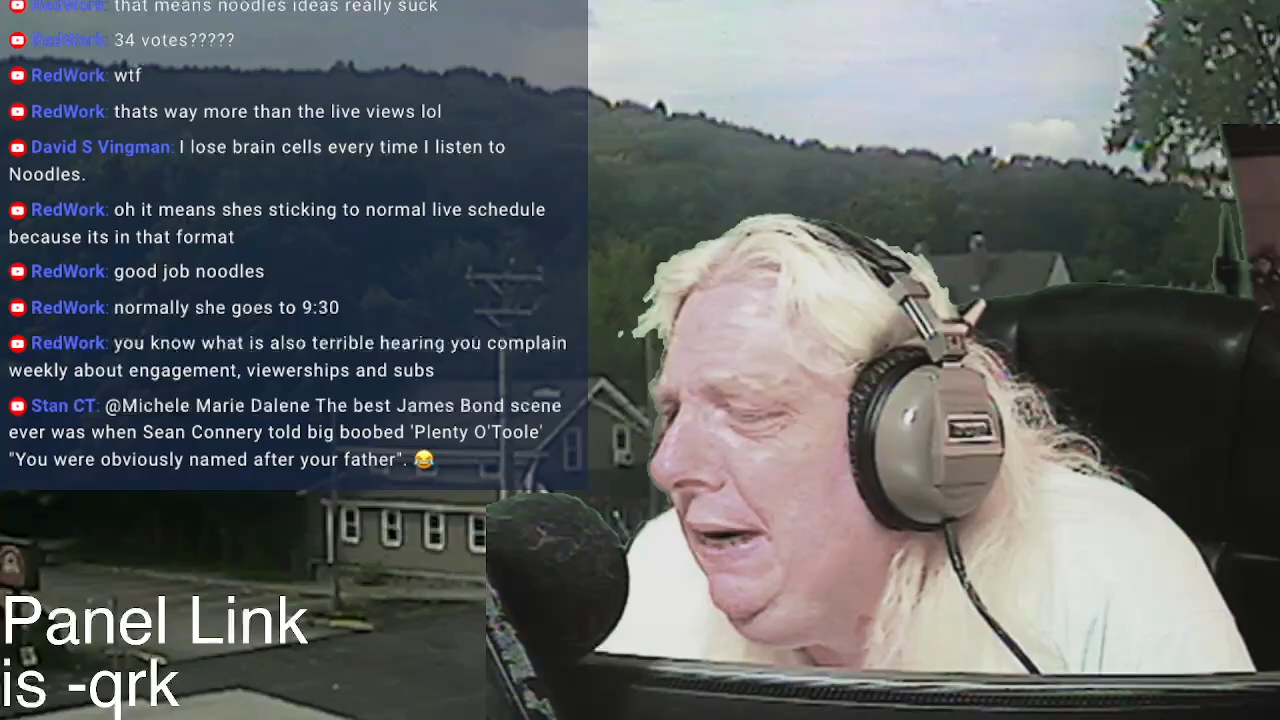 RedWork: that means noodles ideas really suck
RedWork: 34 votes?????
RedWork: wtf
RedWork: thats way more than the live views lol
David S Vingman: I lose brain cells every time I listen to
Noodles.
RedWork: oh it means shes sticking to normal live schedule
because its in that format
RedWork: good job noodles
RedWork: normally she goes to 9:30
RedWork: you know what is also terrible hearing you complain
weekly about engagement, viewerships and subs
Stan CT: @Michele Marie Dalene The best James Bond scene
ever was when Sean Connery told big boobed 'Plenty O'Toole'
"You were obviously named after your father". 😂
Panel Link
is -qrk